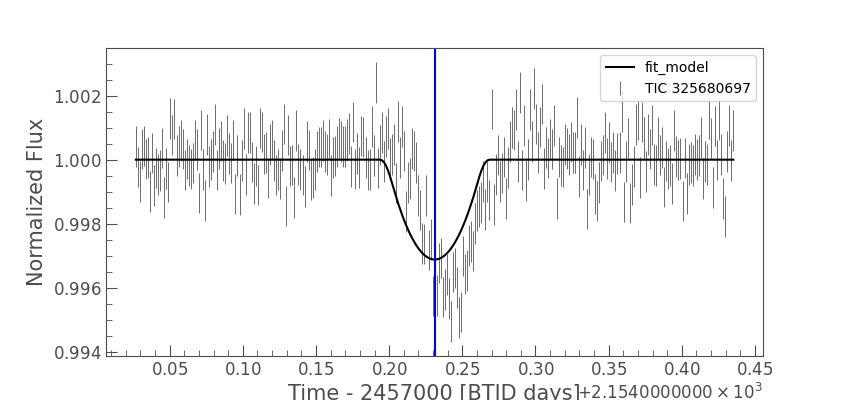 fit_model
TIC 325680697
1.002
1.000
0.998
0.996
0.994
Normalized Flux
0.05 0.10 0.15 0.20 0.25 0.30 0.35 0.40 0.45
Time - 2457000 [BTJD days]
+2.1540000000 × 10³